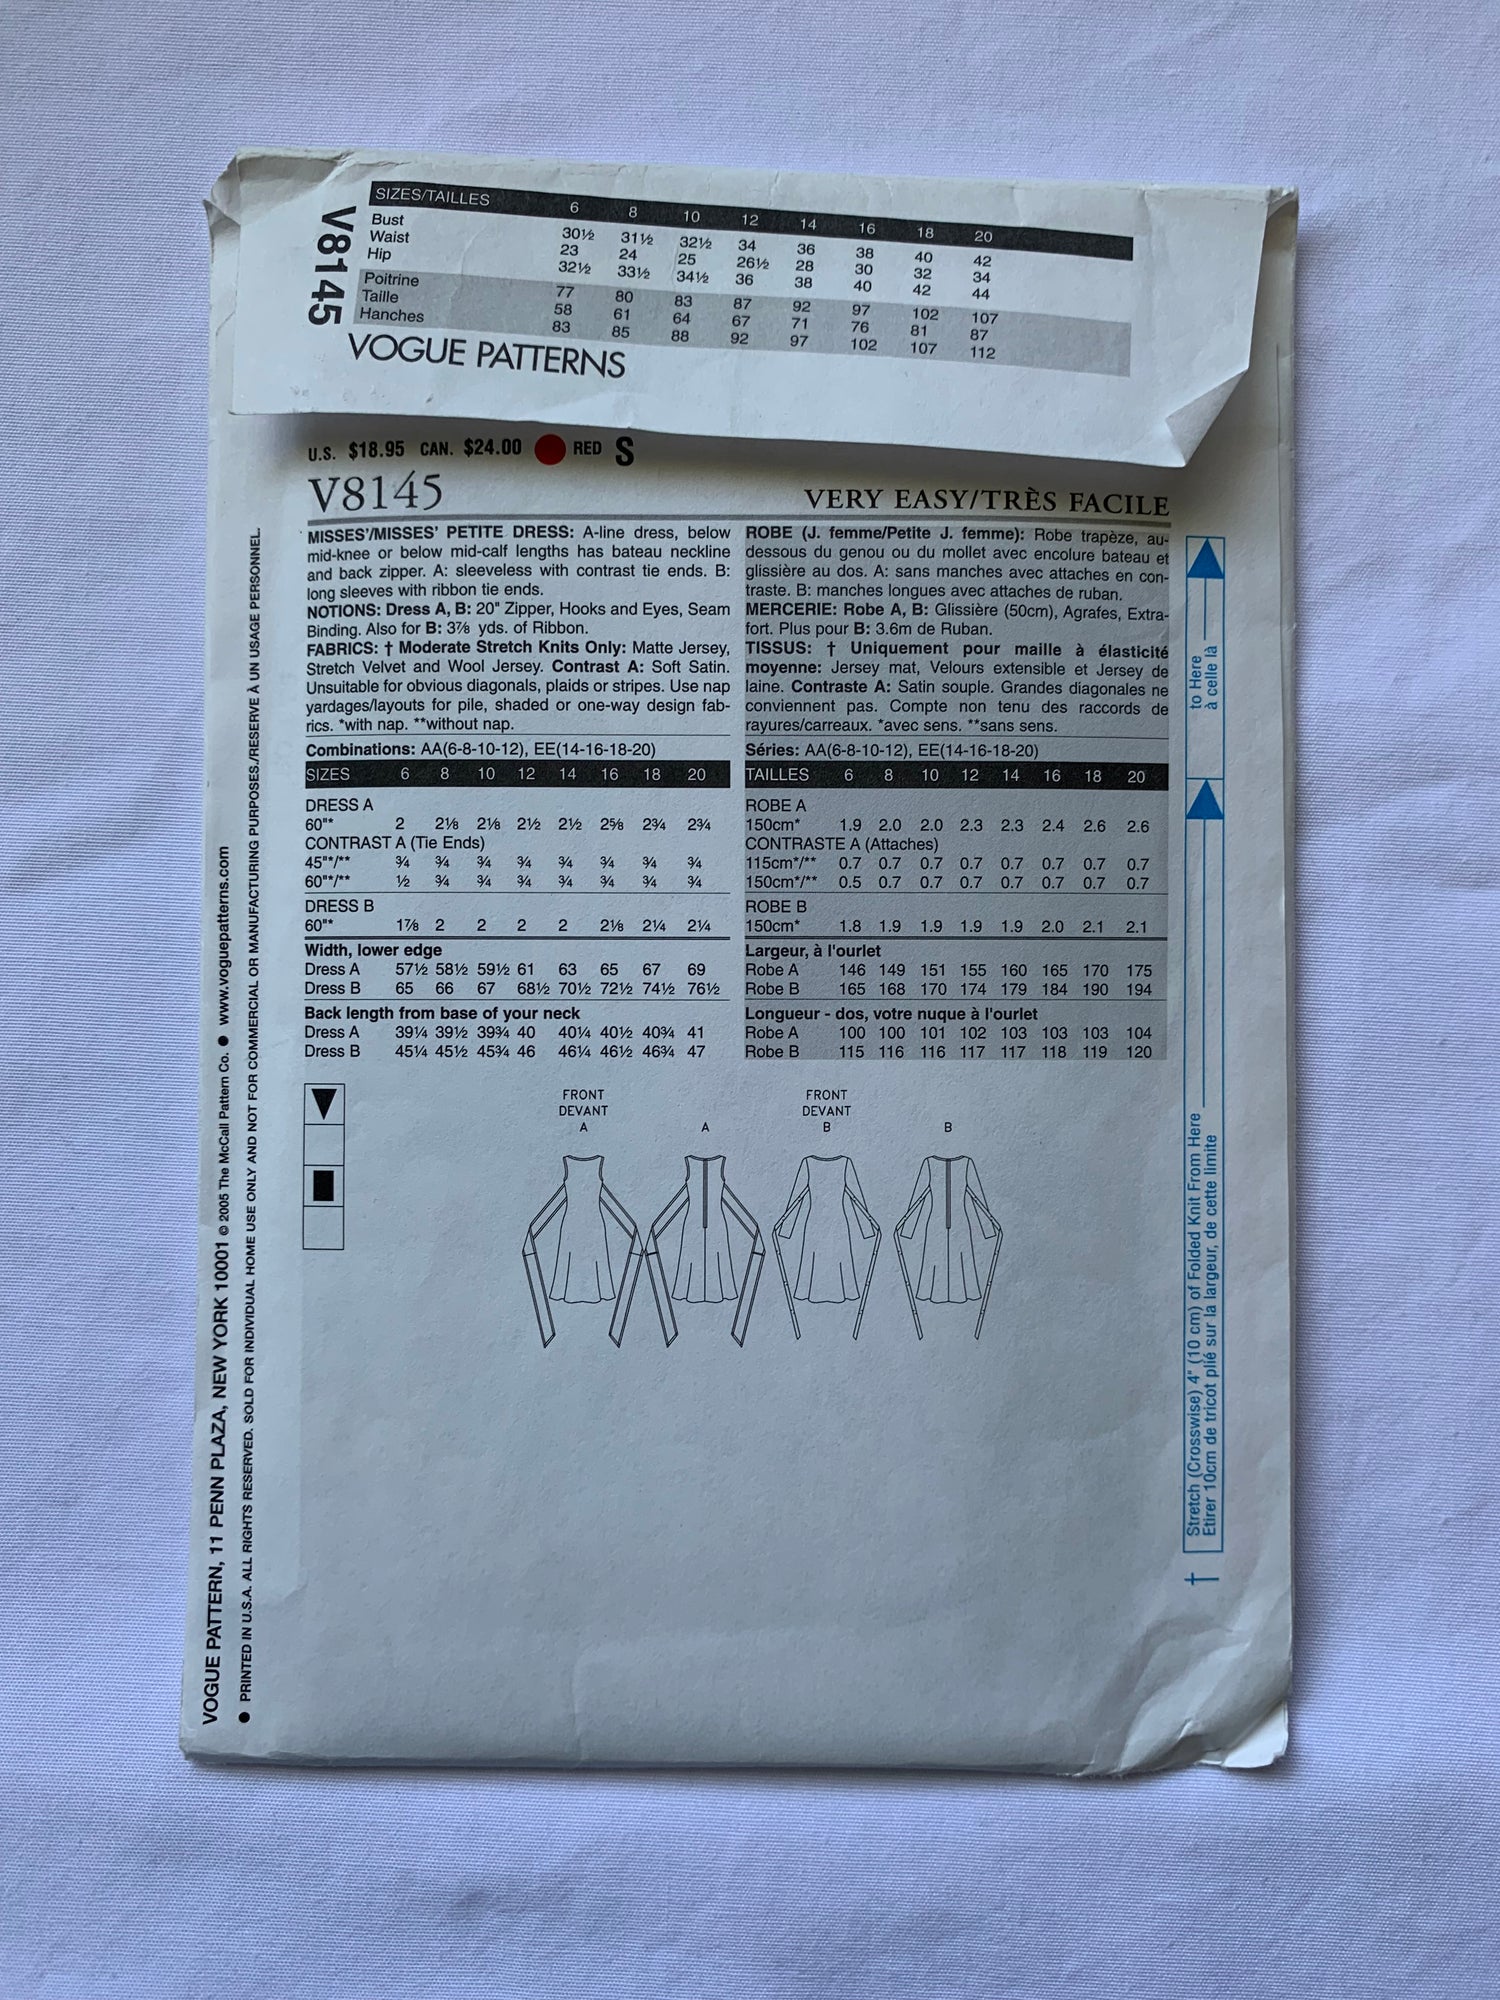 V8145
SIZES/TAILLES 6 8 10 12 14 16 18 20
Bust 30½ 31½ 32½ 34 36 38 40 42
Waist 23 24 25 26½ 28 30 32 34
Hip 32½ 33½ 34½ 36 38 40 42 44
Poitrine 77 80 83 87 92 97 102 107
Taille 58 61 64 67 71 76 81 87
Hanches 83 85 88 92 97 102 107 112
VOGUE PATTERNS
U.S. $18.95 CAN. $24.00 RED S
V8145
VERY EASY/TRÈS FACILE
MISSES'/MISSES' PETITE DRESS: A-line dress, below
mid-knee or below mid-calf lengths has bateau neckline
and back zipper. A: sleeveless with contrast tie ends. B:
long sleeves with ribbon tie ends.
NOTIONS: Dress A, B: 20" Zipper, Hooks and Eyes, Seam
Binding. Also for B: 3⅞ yds. of Ribbon.
FABRICS: † Moderate Stretch Knits Only: Matte Jersey,
Stretch Velvet and Wool Jersey. Contrast A: Soft Satin.
Unsuitable for obvious diagonals, plaids or stripes. Use nap
yardages/layouts for pile, shaded or one-way design fab-
rics. *with nap. **without nap.
Combinations: AA(6-8-10-12), EE(14-16-18-20)
SIZES 6 8 10 12 14 16 18 20
DRESS A
60"* 2 2⅛ 2⅛ 2½ 2½ 2⅝ 2¾ 2¾
CONTRAST A (Tie Ends)
45"*/** ¾ ¾ ¾ ¾ ¾ ¾ ¾ ¾
60"*/** ½ ¾ ¾ ¾ ¾ ¾ ¾ ¾
DRESS B
60"* 1⅞ 2 2 2 2 2⅛ 2¼ 2¼
Width, lower edge
Dress A 57½ 58½ 59½ 61 63 65 67 69
Dress B 65 66 67 68½ 70½ 72½ 74½ 76½
Back length from base of your neck
Dress A 39¼ 39½ 39¾ 40 40¼ 40½ 40¾ 41
Dress B 45¼ 45½ 45¾ 46 46¼ 46½ 46¾ 47
ROBE (J. femme/Petite J. femme): Robe trapèze, au-
dessous du genou ou du mollet avec encolure bateau et
glissière au dos. A: sans manches avec attaches en con-
traste. B: manches longues avec attaches de ruban.
MERCERIE: Robe A, B: Glissière (50cm), Agrafes, Extra-
fort. Plus pour B: 3.6m de Ruban.
TISSUS: † Uniquement pour maille à élasticité
moyenne: Jersey mat, Velours extensible et Jersey de
laine. Contraste A: Satin souple. Grandes diagonales ne
conviennent pas. Compte non tenu des raccords de
rayures/carreaux. *avec sens. **sans sens.
Séries: AA(6-8-10-12), EE(14-16-18-20)
TAILLES 6 8 10 12 14 16 18 20
ROBE A
150cm* 1.9 2.0 2.0 2.3 2.3 2.4 2.6 2.6
CONTRASTE A (Attaches)
115cm*/** 0.7 0.7 0.7 0.7 0.7 0.7 0.7 0.7
150cm*/** 0.5 0.7 0.7 0.7 0.7 0.7 0.7 0.7
ROBE B
150cm* 1.8 1.9 1.9 1.9 1.9 2.0 2.1 2.1
Largeur, à l'ourlet
Robe A 146 149 151 155 160 165 170 175
Robe B 165 168 170 174 179 184 190 194
Longueur - dos, votre nuque à l'ourlet
Robe A 100 100 101 102 103 103 103 104
Robe B 115 116 116 117 117 118 119 120
FRONT
DEVANT
A
A
FRONT
DEVANT
B
B
VOGUE PATTERN, 11 PENN PLAZA, NEW YORK 10001 © 2005 The McCall Pattern Co. ● www.voguepatterns.com
● PRINTED IN U.S.A. ALL RIGHTS RESERVED. SOLD FOR INDIVIDUAL HOME USE ONLY AND NOT FOR COMMERCIAL OR MANUFACTURING PURPOSES./RESERVE À UN USAGE PERSONNEL.
† Stretch (Crosswise) 4" (10 cm) of Folded Knit From Here
Etirer 10cm de tricot plié sur la largeur, de cette limite
to Here
à celle là